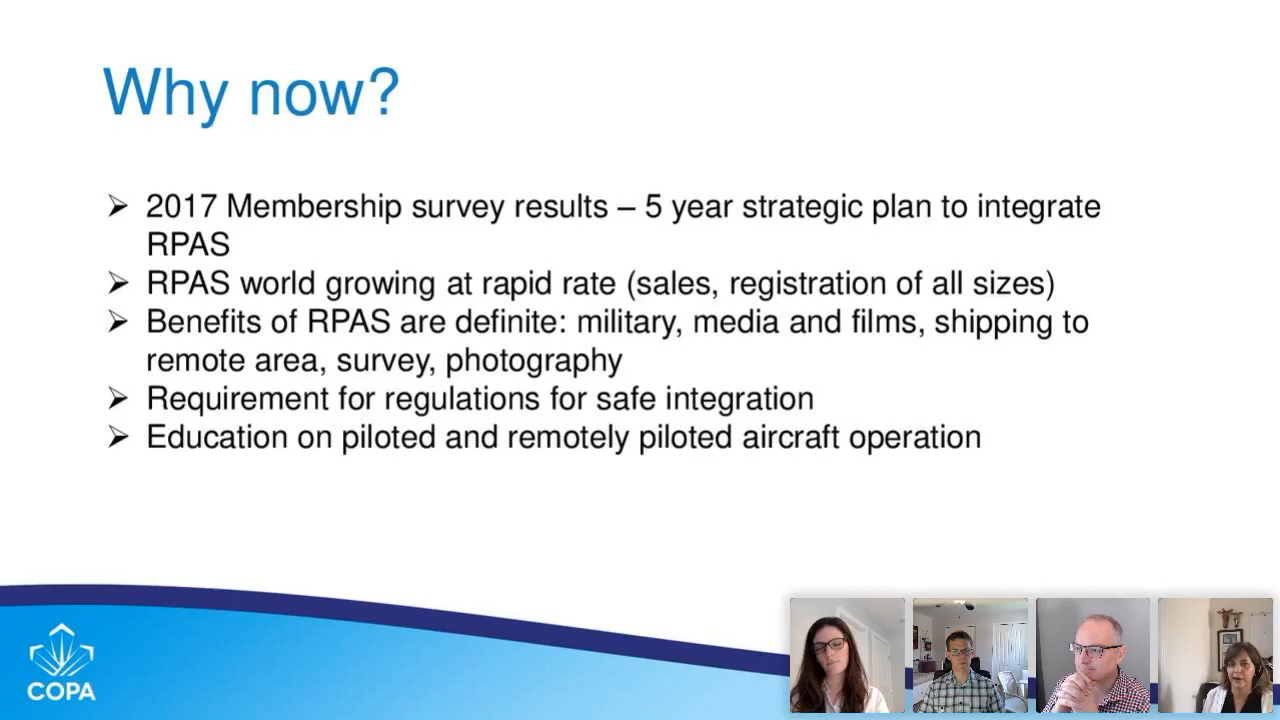 Why now?
➢ 2017 Membership survey results – 5 year strategic plan to integrate
RPAS
➢ RPAS world growing at rapid rate (sales, registration of all sizes)
➢ Benefits of RPAS are definite: military, media and films, shipping to
remote area, survey, photography
➢ Requirement for regulations for safe integration
➢ Education on piloted and remotely piloted aircraft operation
COPA